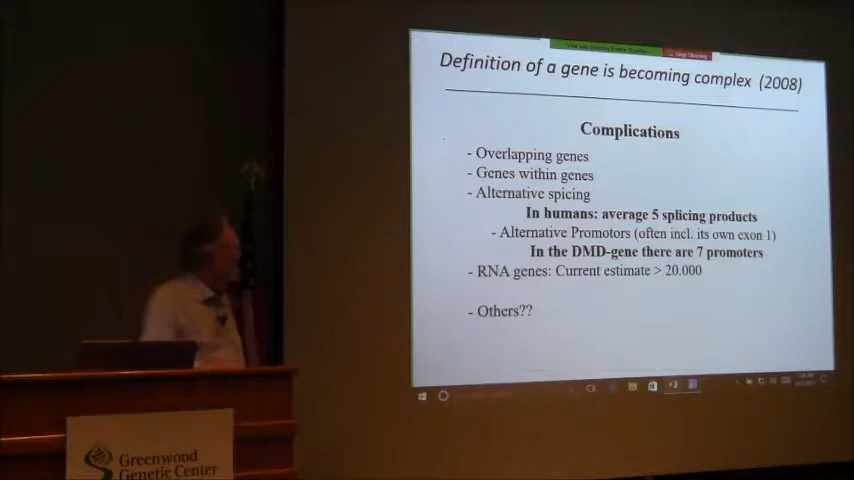 Definition of a gene is becoming complex (2008)
Complications
- Overlapping genes
- Genes within genes
- Alternative spicing
In humans: average 5 splicing products
- Alternative Promotors (often incl. its own exon 1)
In the DMD-gene there are 7 promoters
- RNA genes: Current estimate > 20.000
- Others??
Greenwood
Genetic Center